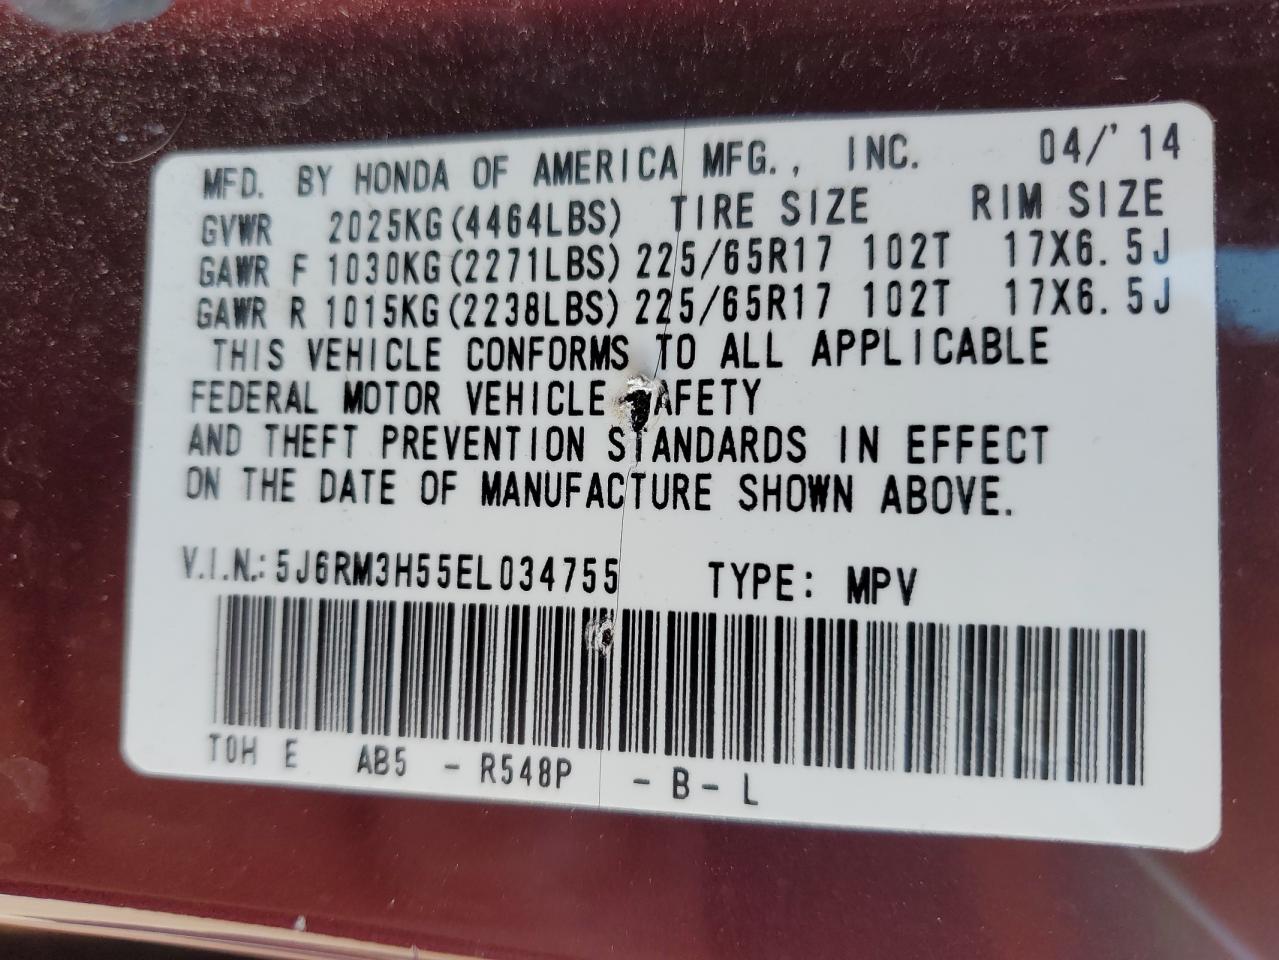 MFD. BY HONDA OF AMERICA MFG., INC. 04/'14
GVWR 2025KG(4464LBS) TIRE SIZE RIM SIZE
GAWR F 1030KG(2271LBS) 225/65R17 102T 17X6.5J
GAWR R 1015KG(2238LBS) 225/65R17 102T 17X6.5J
THIS VEHICLE CONFORMS TO ALL APPLICABLE
FEDERAL MOTOR VEHICLE SAFETY
AND THEFT PREVENTION STANDARDS IN EFFECT
ON THE DATE OF MANUFACTURE SHOWN ABOVE.
V.I.N.: 5J6RM3H55EL034755 TYPE: MPV
TOH E AB5 - R548P - B - L